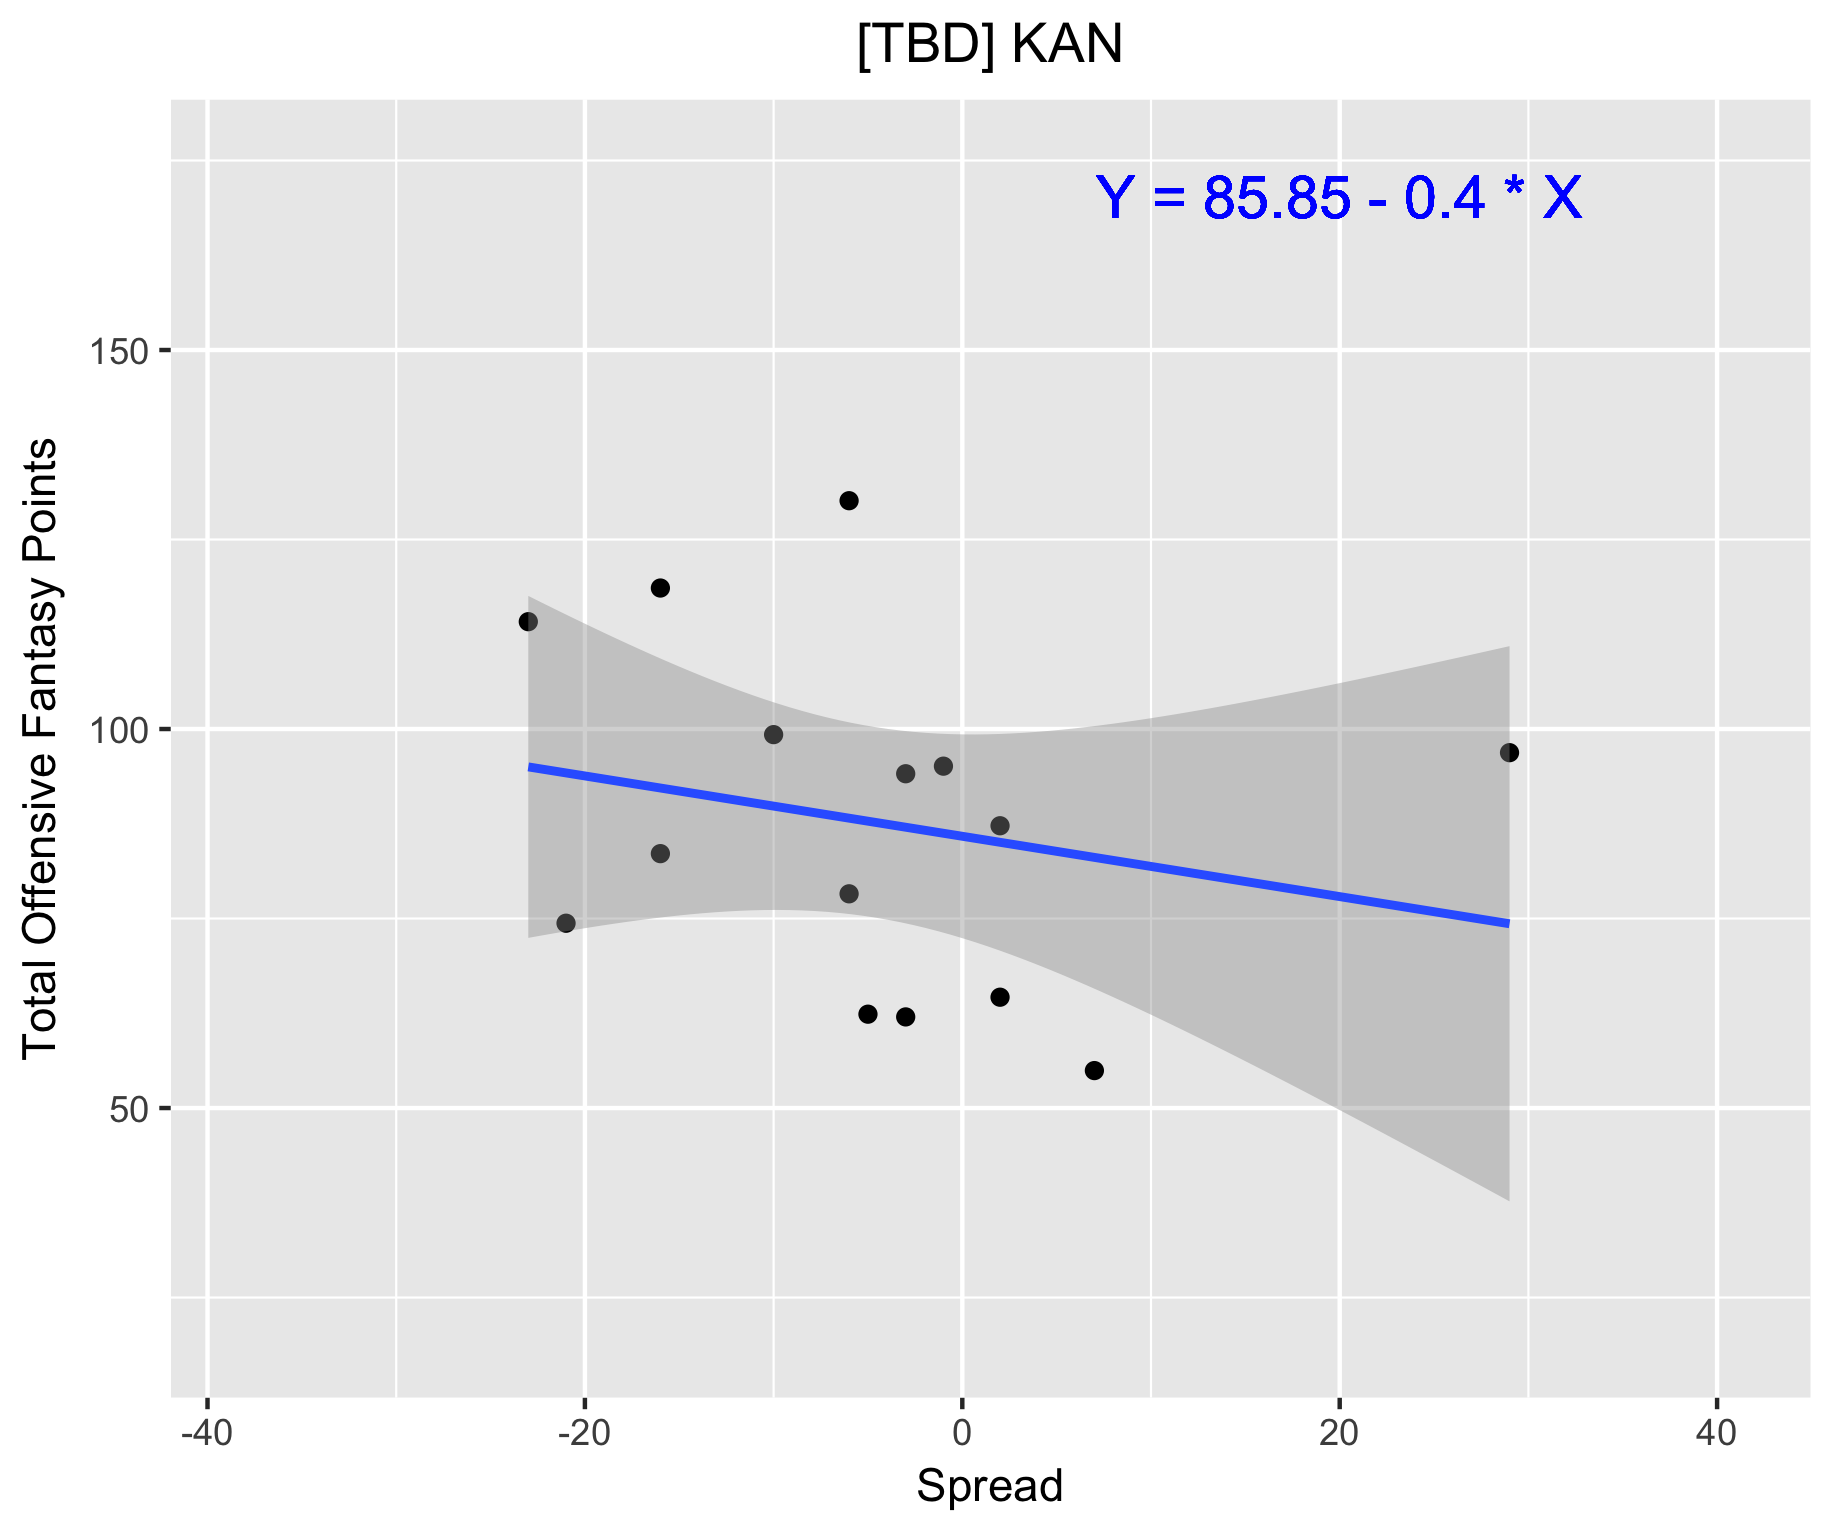 [TBD] KAN
Y = 85.85 - 0.4 * X
Total Offensive Fantasy Points
150
100
50
-40
-20
0
20
40
Spread